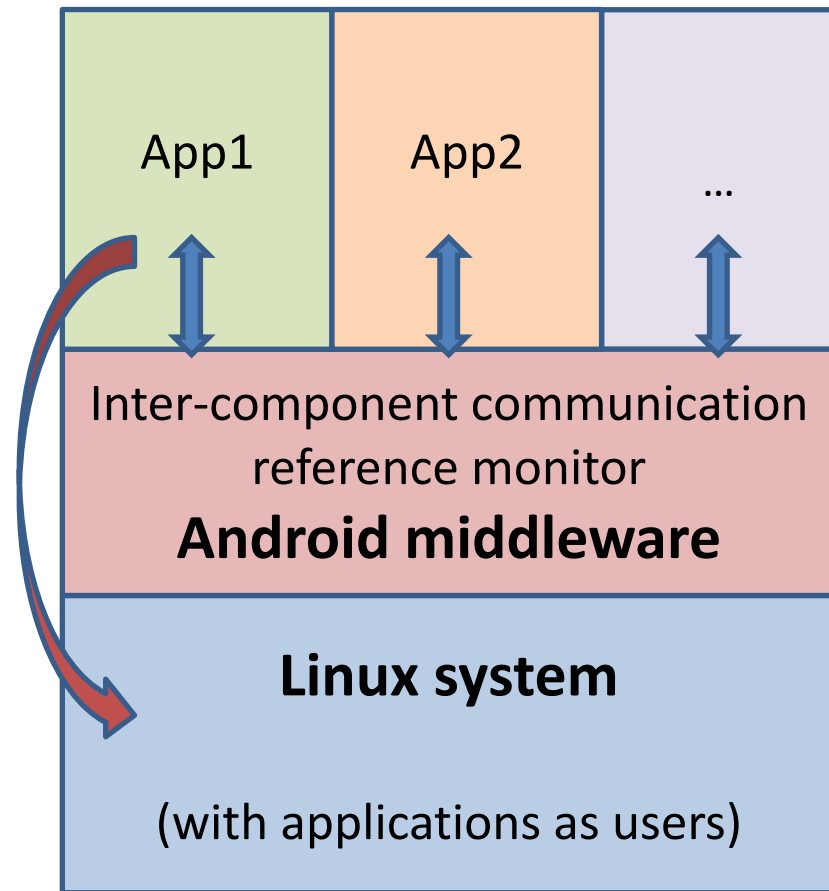 App1
App2
...
Inter-component communication
reference monitor
Android middleware
Linux system
(with applications as users)